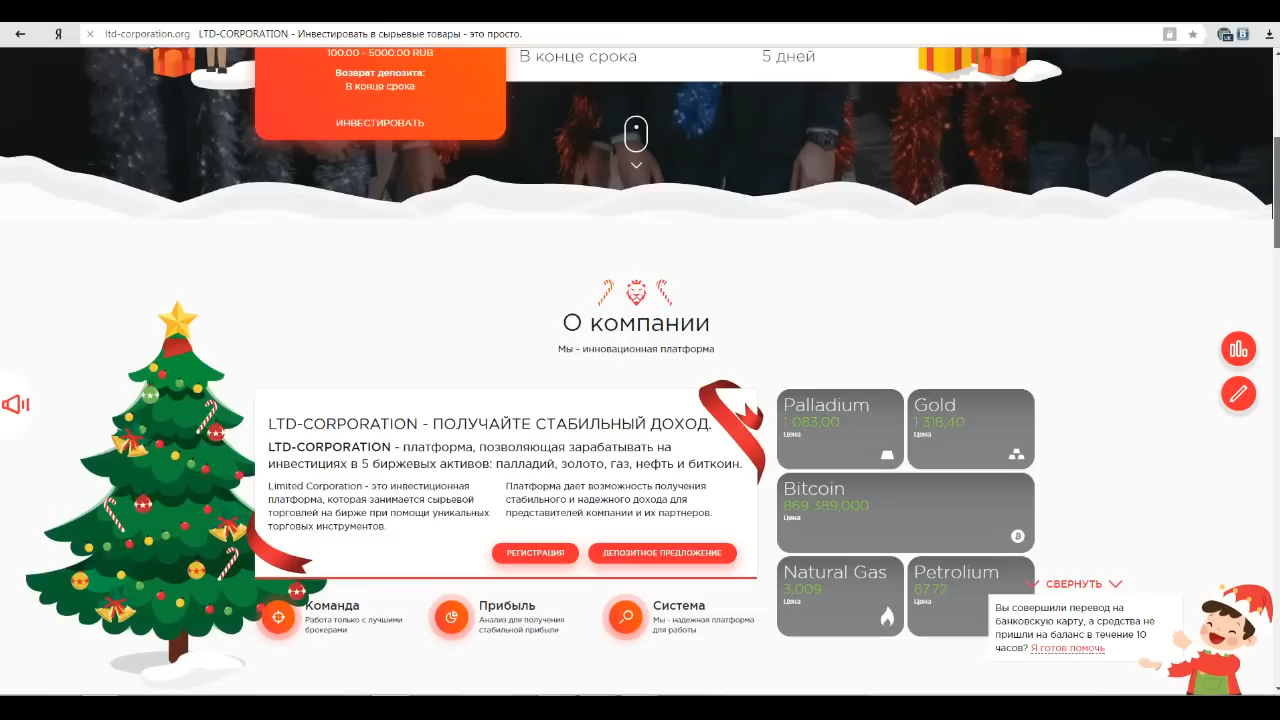 Я ltd-corporation.org LTD-CORPORATION - Инвестировать в сырьевые товары - это просто.
100.00 - 5000.00 RUB
Возврат депозита:
В конце срока
ИНВЕСТИРОВАТЬ
В конце срока 5 дней
О компании
Мы - инновационная платформа
LTD-CORPORATION - ПОЛУЧАЙТЕ СТАБИЛЬНЫЙ ДОХОД.
LTD-CORPORATION - платформа, позволяющая зарабатывать на
инвестициях в 5 биржевых активов: палладий, золото, газ, нефть и биткоин.
Limited Corporation - это инвестиционная
платформа, которая занимается сырьевой
торговлей на бирже при помощи уникальных
торговых инструментов.
Платформа дает возможность получения
стабильного и надежного дохода для
представителей компании и их партнеров.
РЕГИСТРАЦИЯ
ДЕПОЗИТНОЕ ПРЕДЛОЖЕНИЕ
Команда
Работа только с лучшими
брокерами
Прибыль
Анализ для получения
стабильной прибыли
Система
Мы - надежная платформа
для работы
Palladium
1 083,00
Цена
Gold
1 318,40
Цена
Bitcoin
869 389,000
Цена
Natural Gas
3,009
Цена
Petrolium
67,72
Цена
СВЕРНУТЬ
Вы совершили перевод на
банковскую карту, а средства не
пришли на баланс в течение 10
часов? Я готов помочь